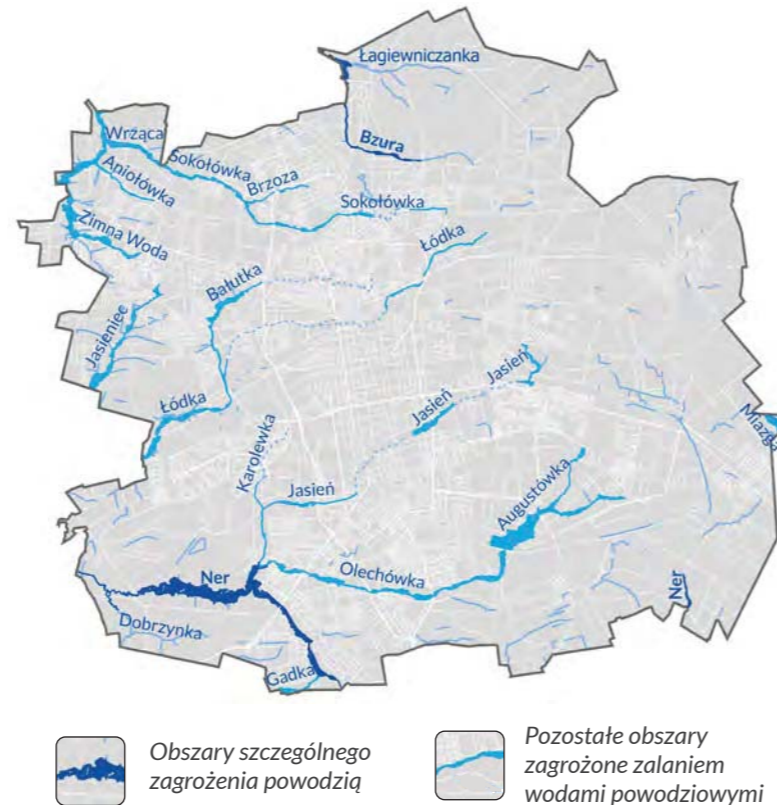 Łagiewniczanka
Bzura
Wrząca
Sokołówka
Brzoza
Aniołówka
Sokołówka
Zimna Woda
Łódka
Bałutka
Jasieniec
Jasień
Łódka
Jasień
Miazga
Karolewka
Augustówka
Jasień
Ner
Olechówka
Ner
Dobrzynka
Gadka
Obszary szczególnego
zagrożenia powodzią
Pozostałe obszary
zagrożone zalaniem
wodami powodziowymi